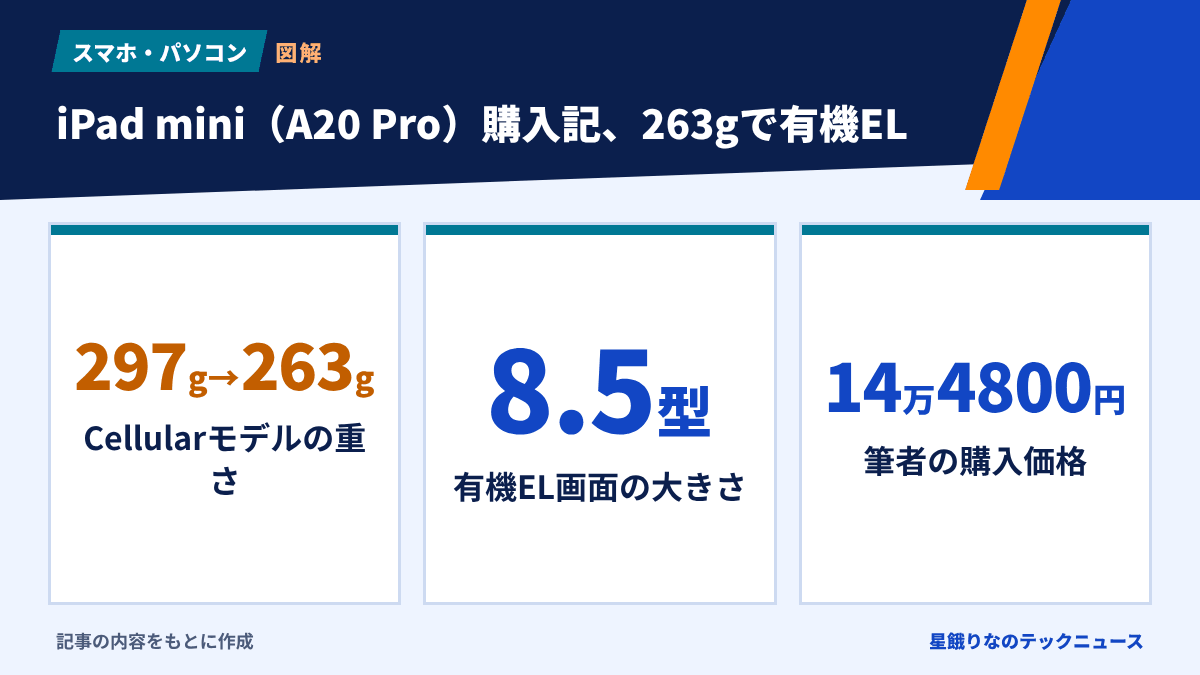 スマホ・パソコン 図解
iPad mini（A20 Pro）購入記、263gで有機EL
297g→263g
Cellularモデルの重
さ
8.5型
有機EL画面の大きさ
14万4800円
筆者の購入価格
記事の内容をもとに作成
星餓りなのテックニュース